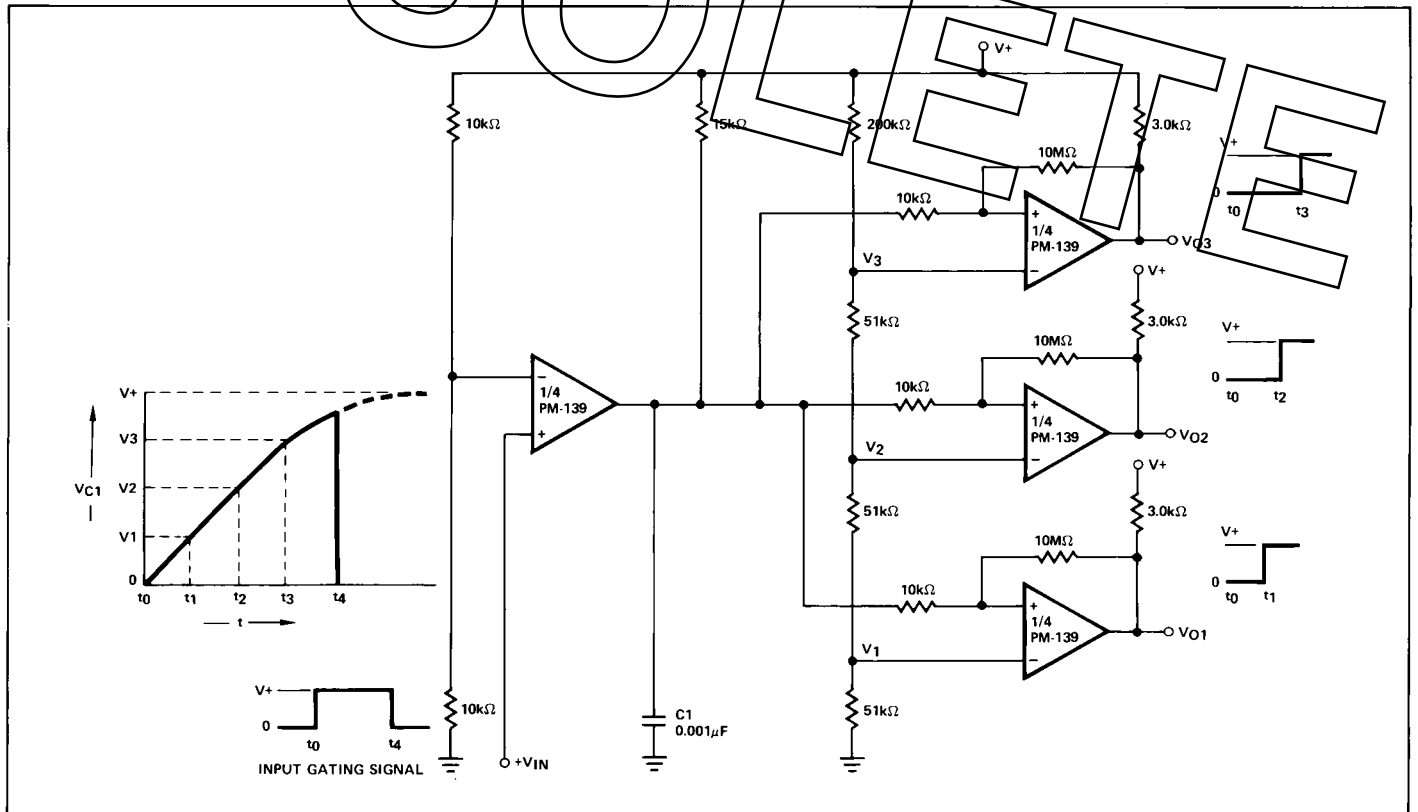 OBSOLETE
V+
10kΩ
15kΩ
200kΩ
3.0kΩ
10MΩ
10kΩ
+
1/4
PM-139
−
V3
VO3
V+
0
t0 t3
V+
51kΩ
3.0kΩ
V+
10MΩ
0
t0 t2
10kΩ
−
1/4
PM-139
+
+
1/4
PM-139
−
V2
VO2
V+
V+
V3
V2
V1
0
VC1
t0 t1 t2 t3 t4
t
51kΩ
3.0kΩ
10MΩ
V+
0
t0 t1
10kΩ
+
1/4
PM-139
−
V1
VO1
V+
0
t0 t4
INPUT GATING SIGNAL
10kΩ
+VIN
C1
0.001μF
51kΩ